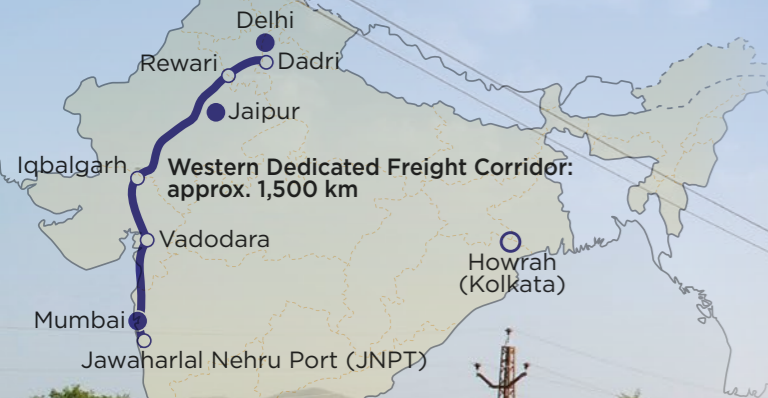 Delhi
Rewari
Dadri
Jaipur
Iqbalgarh
Western Dedicated Freight Corridor:
approx. 1,500 km
Vadodara
Howrah
(Kolkata)
Mumbai
Jawaharlal Nehru Port (JNPT)